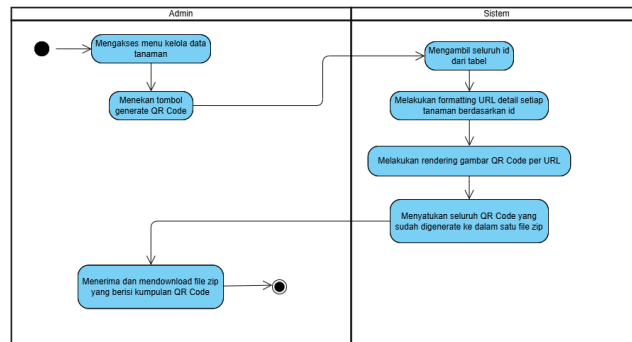 Admin
Sistem
Mengakses menu kelola data
tanaman
Menekan tombol
generate QR Code
Mengambil seluruh id
dari tabel
Melakukan formatting URL detail setiap
tanaman berdasarkan id
Melakukan rendering gambar QR Code per URL
Menyatukan seluruh QR Code yang
sudah digenerate ke dalam satu file zip
Menerima dan mendownload file zip
yang berisi kumpulan QR Code